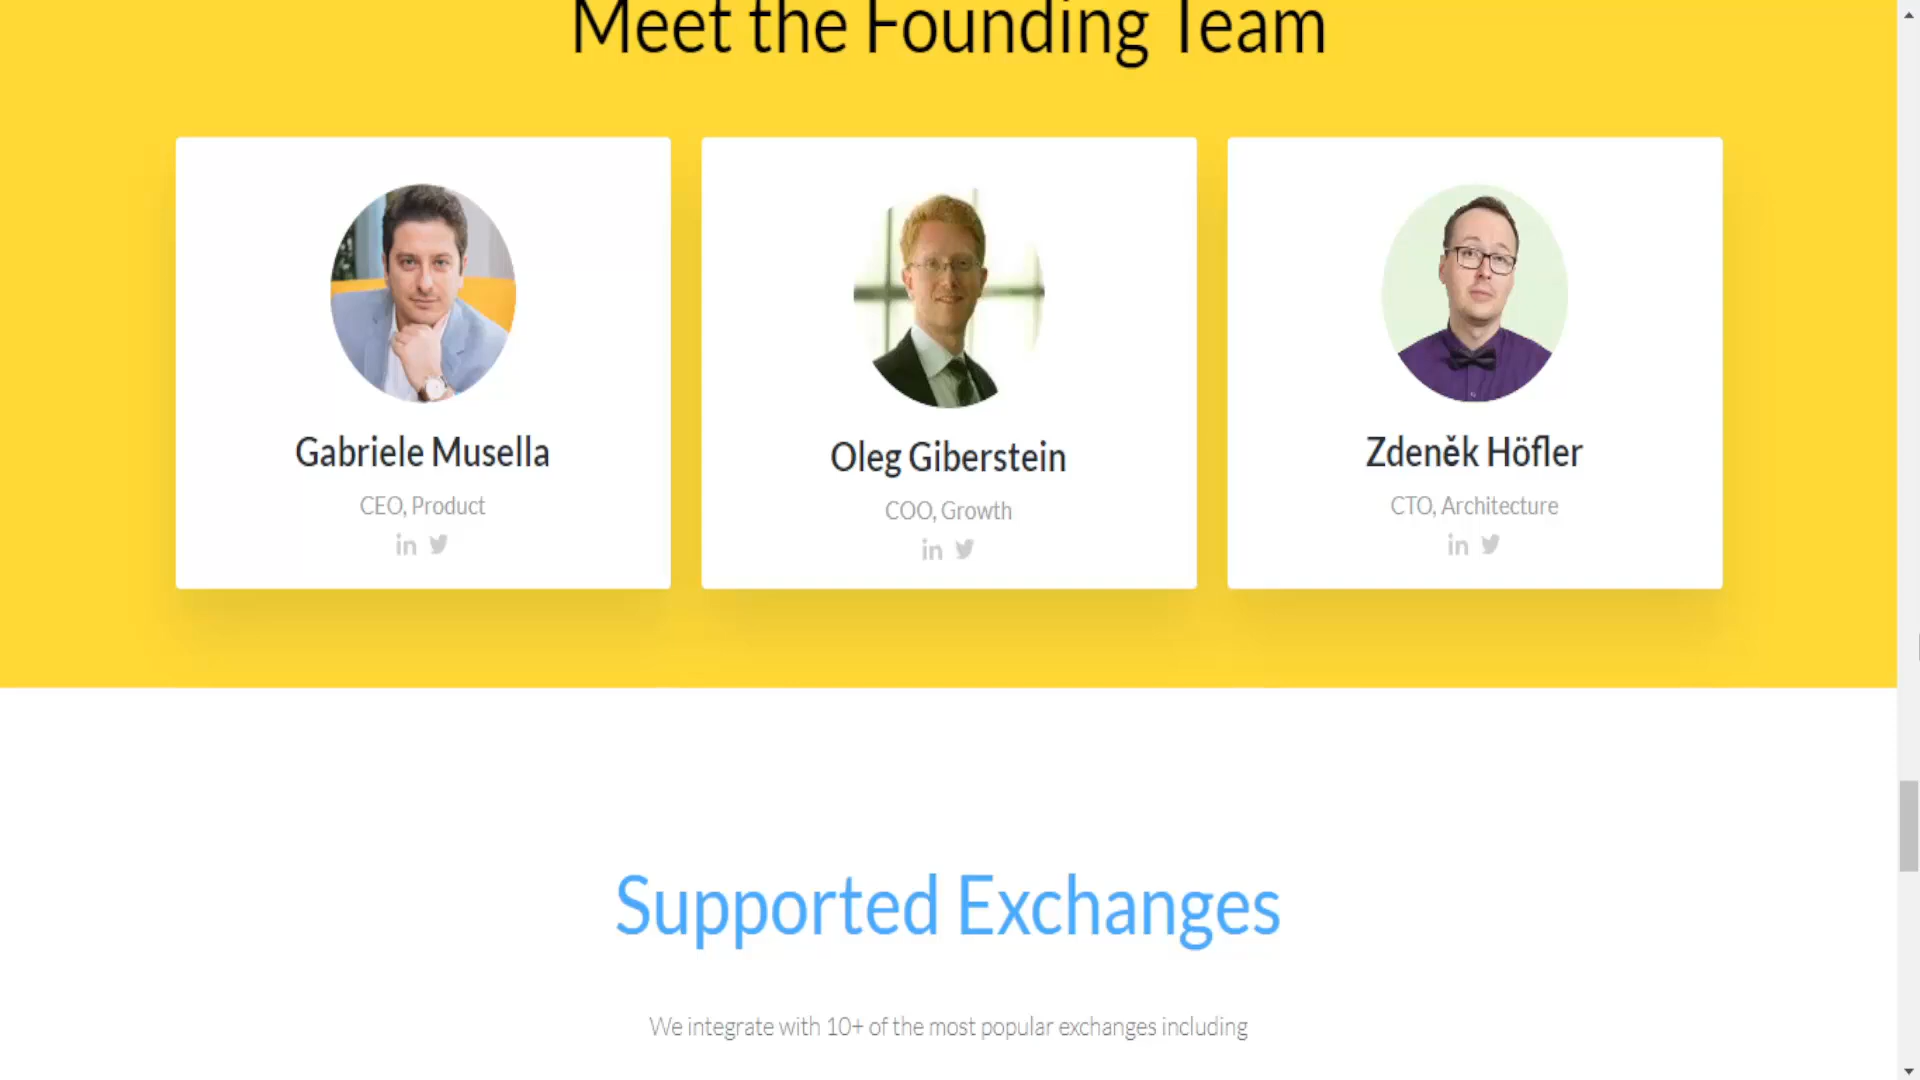 Meet the Founding Team
Gabriele Musella
CEO, Product
Oleg Giberstein
COO, Growth
Zdeněk Höfler
CTO, Architecture
Supported Exchanges
We integrate with 10+ of the most popular exchanges including